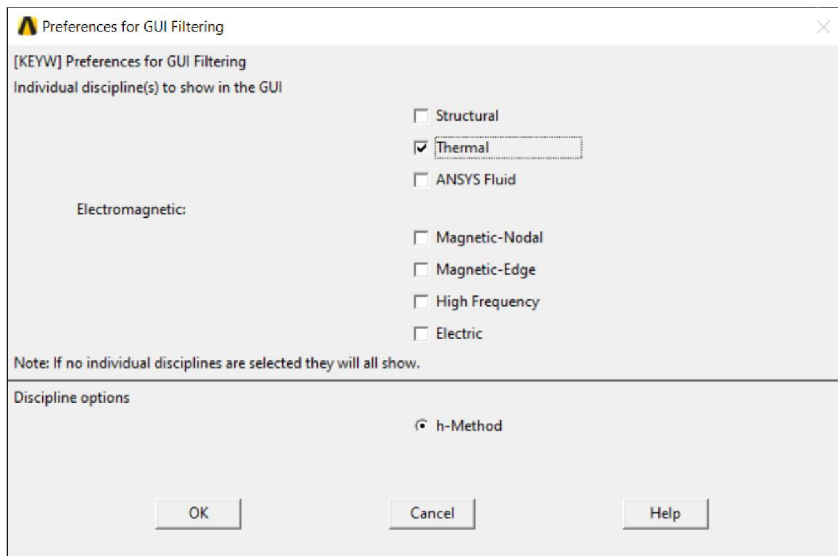 Preferences for GUI Filtering
[KEYW] Preferences for GUI Filtering
Individual discipline(s) to show in the GUI
Structural
Thermal
ANSYS Fluid
Electromagnetic:
Magnetic-Nodal
Magnetic-Edge
High Frequency
Electric
Note: If no individual disciplines are selected they will all show.
Discipline options
h-Method
OK Cancel Help